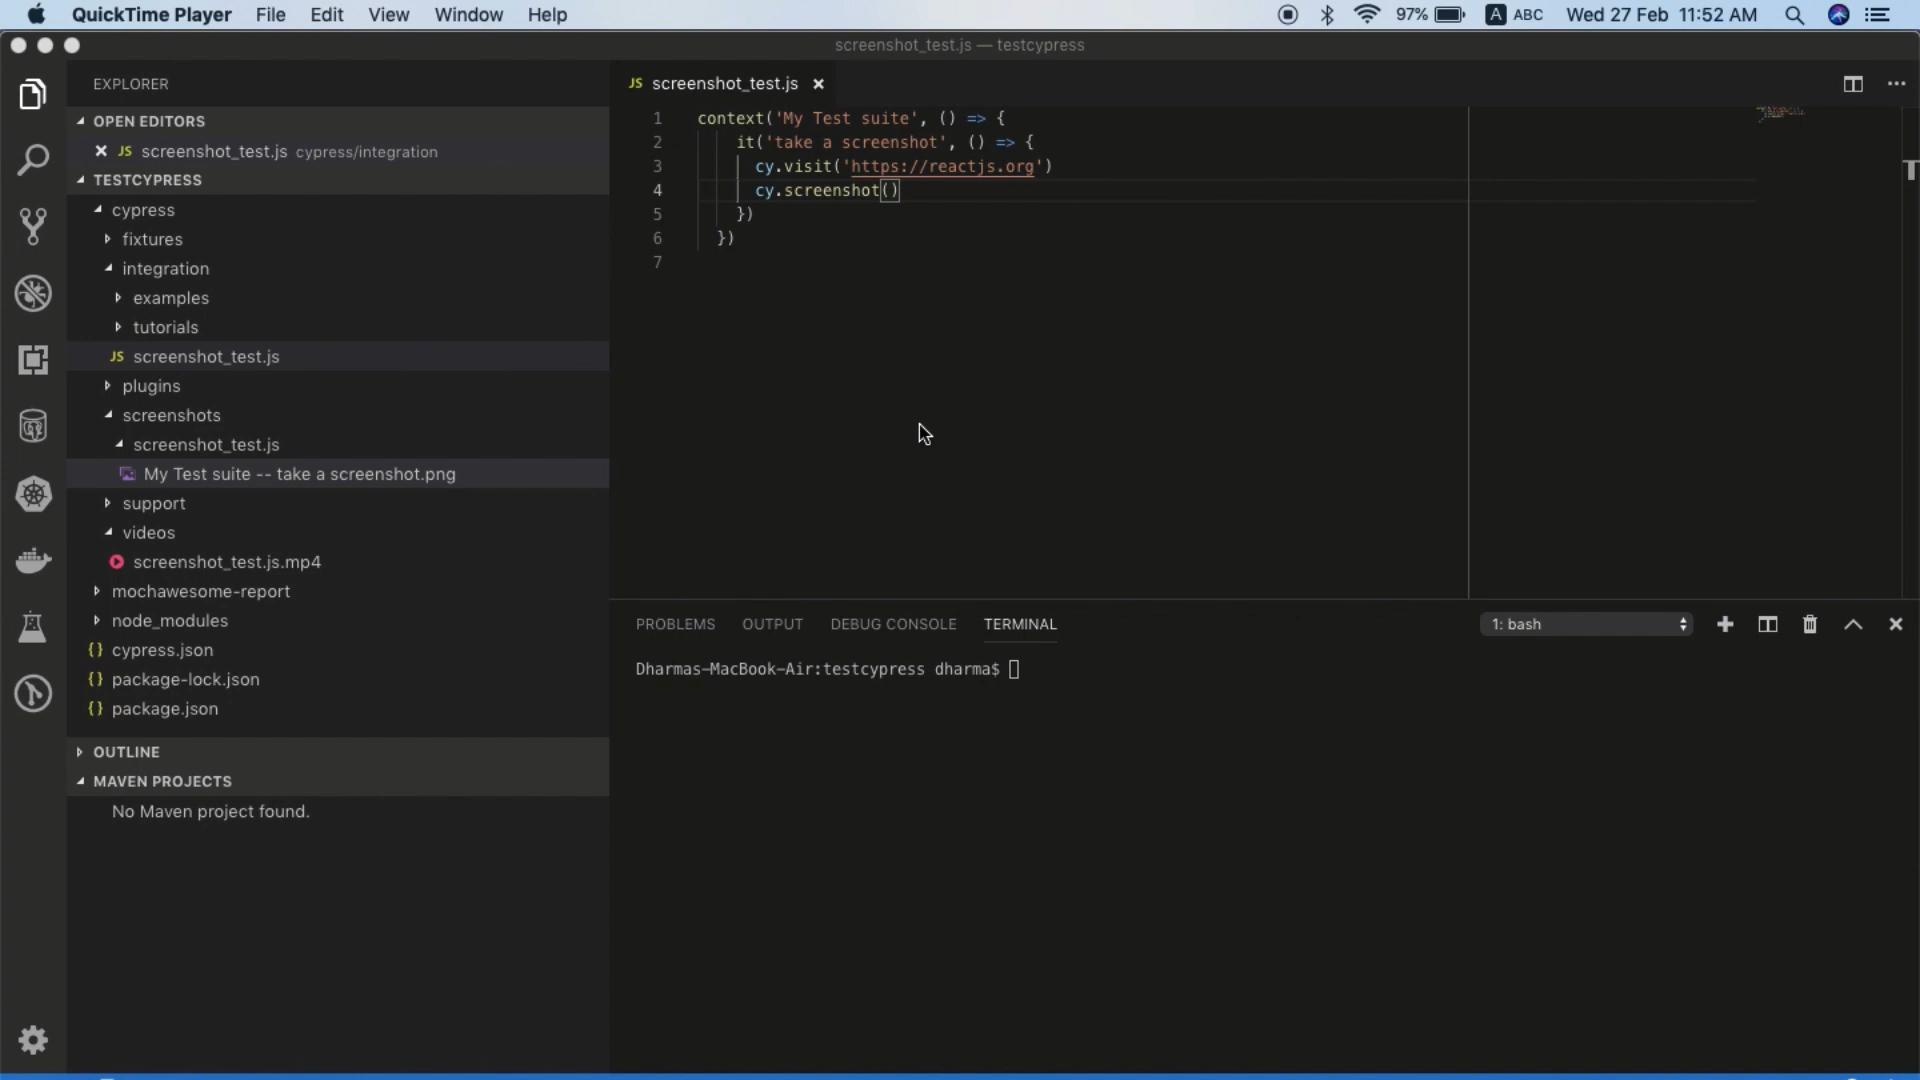 QuickTime Player File Edit View Window Help 97% A ABC Wed 27 Feb 11:52 AM
screenshot_test.js — testcypress
EXPLORER
OPEN EDITORS
JS screenshot_test.js cypress/integration
TESTCYPRESS
cypress
fixtures
integration
examples
tutorials
JS screenshot_test.js
plugins
screenshots
screenshot_test.js
My Test suite -- take a screenshot.png
support
videos
screenshot_test.js.mp4
mochawesome-report
node_modules
{} cypress.json
{} package-lock.json
{} package.json
OUTLINE
MAVEN PROJECTS
No Maven project found.
JS screenshot_test.js
1 context('My Test suite', () => {
2 it('take a screenshot', () => {
3 cy.visit('https://reactjs.org')
4 cy.screenshot()
5 })
6 })
7
PROBLEMS OUTPUT DEBUG CONSOLE TERMINAL 1: bash
Dharmas-MacBook-Air:testcypress dharma$